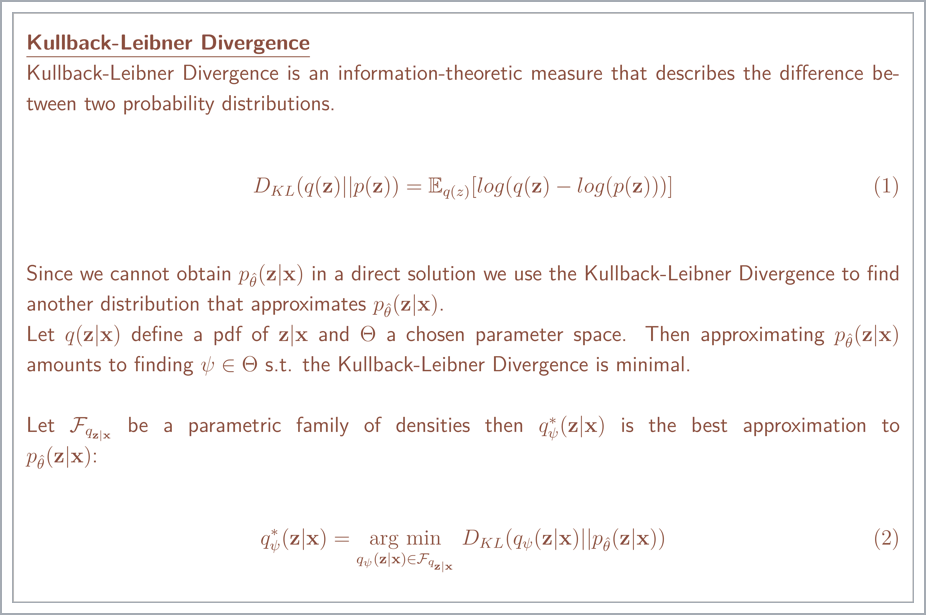 Kullback-Leibner Divergence
Kullback-Leibner Divergence is an information-theoretic measure that describes the difference be-
tween two probability distributions.
$D_{KL}(q(\mathbf{z})||p(\mathbf{z})) = \mathbb{E}_{q(z)}[log(q(\mathbf{z}) - log(p(\mathbf{z})))]$ (1)
Since we cannot obtain $p_{\hat{\theta}}(\mathbf{z}|\mathbf{x})$ in a direct solution we use the Kullback-Leibner Divergence to find
another distribution that approximates $p_{\hat{\theta}}(\mathbf{z}|\mathbf{x})$.
Let $q(\mathbf{z}|\mathbf{x})$ define a pdf of $\mathbf{z}|\mathbf{x}$ and $\Theta$ a chosen parameter space. Then approximating $p_{\hat{\theta}}(\mathbf{z}|\mathbf{x})$
amounts to finding $\psi \in \Theta$ s.t. the Kullback-Leibner Divergence is minimal.
Let $\mathcal{F}_{q_{\mathbf{z}|\mathbf{x}}}$ be a parametric family of densities then $q^*_{\psi}(\mathbf{z}|\mathbf{x})$ is the best approximation to
$p_{\hat{\theta}}(\mathbf{z}|\mathbf{x})$:
$q^*_{\psi}(\mathbf{z}|\mathbf{x}) = \underset{q_{\psi}(\mathbf{z}|\mathbf{x}) \in \mathcal{F}_{q_{\mathbf{z}|\mathbf{x}}}}{\arg\min} D_{KL}(q_{\psi}(\mathbf{z}|\mathbf{x})||p_{\hat{\theta}}(\mathbf{z}|\mathbf{x}))$ (2)